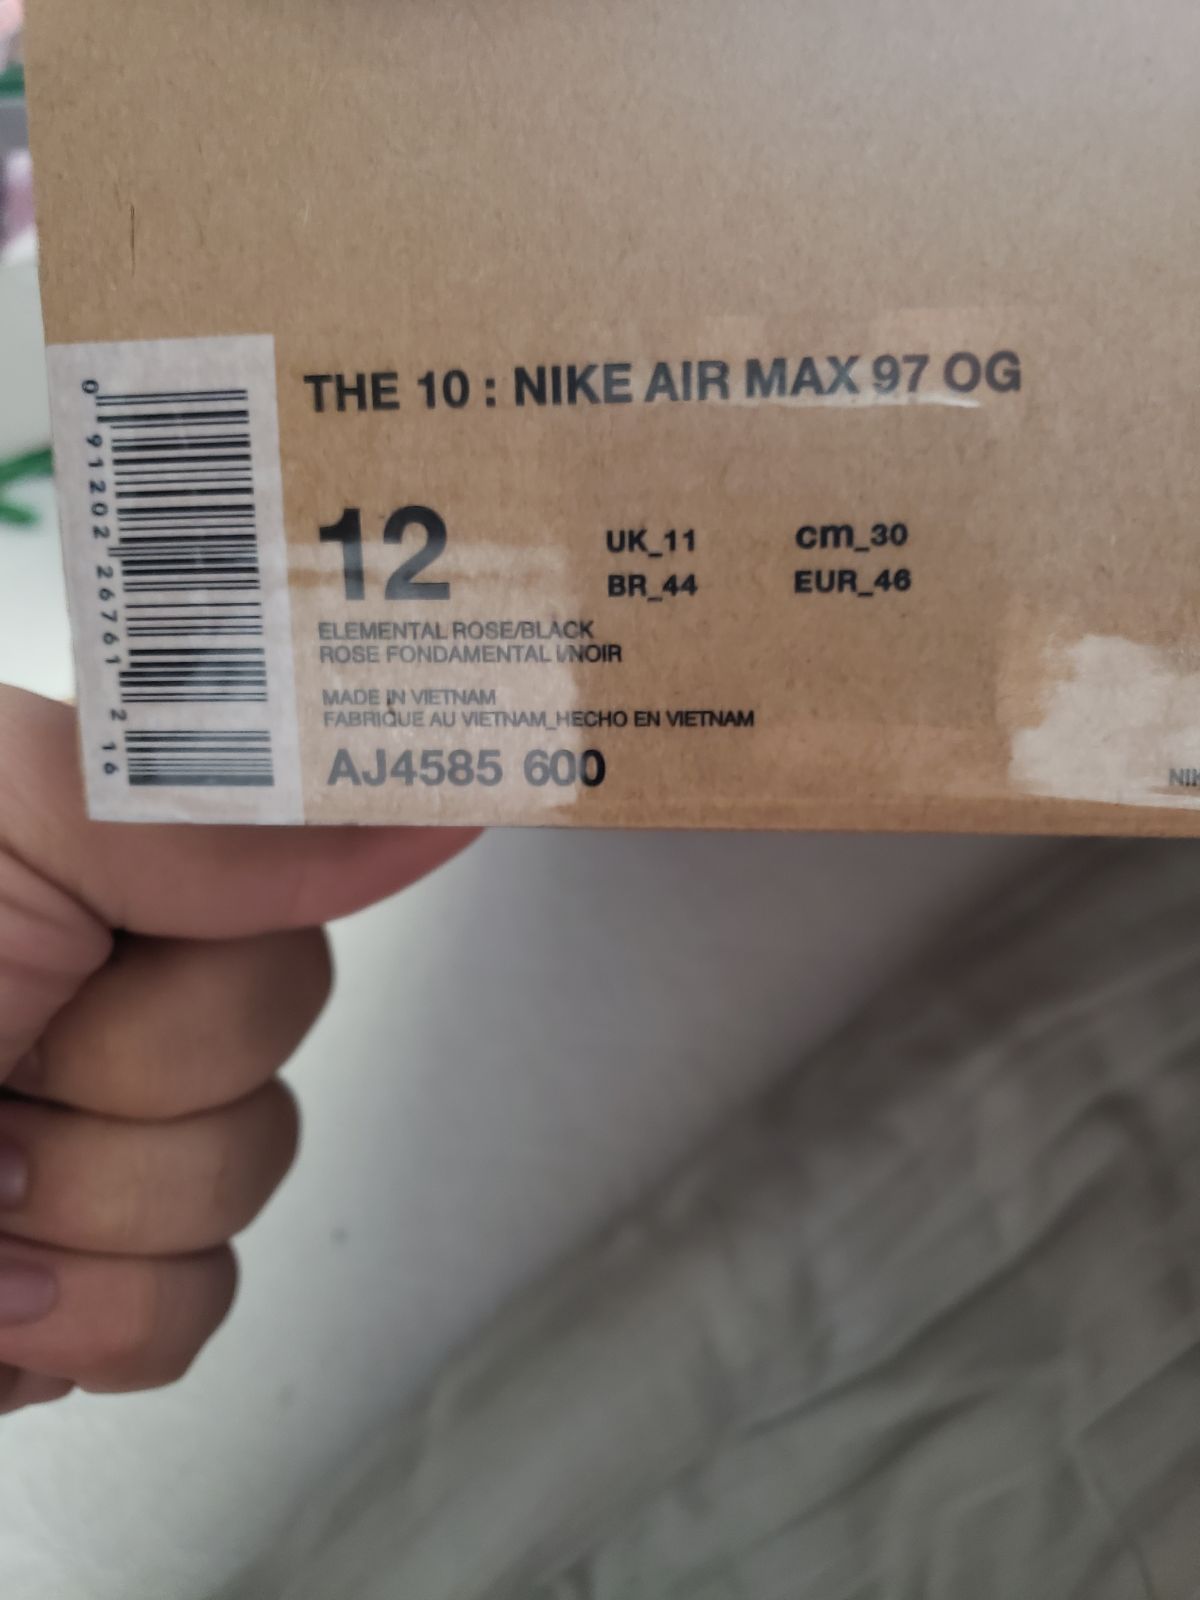 THE 10 : NIKE AIR MAX 97 OG
12
UK_11 cm_30
BR_44 EUR_46
ELEMENTAL ROSE/BLACK
ROSE FONDAMENTAL I/NOIR
MADE IN VIETNAM
FABRIQUE AU VIETNAM_HECHO EN VIETNAM
AJ4585 600
0 91202 26761 2 16